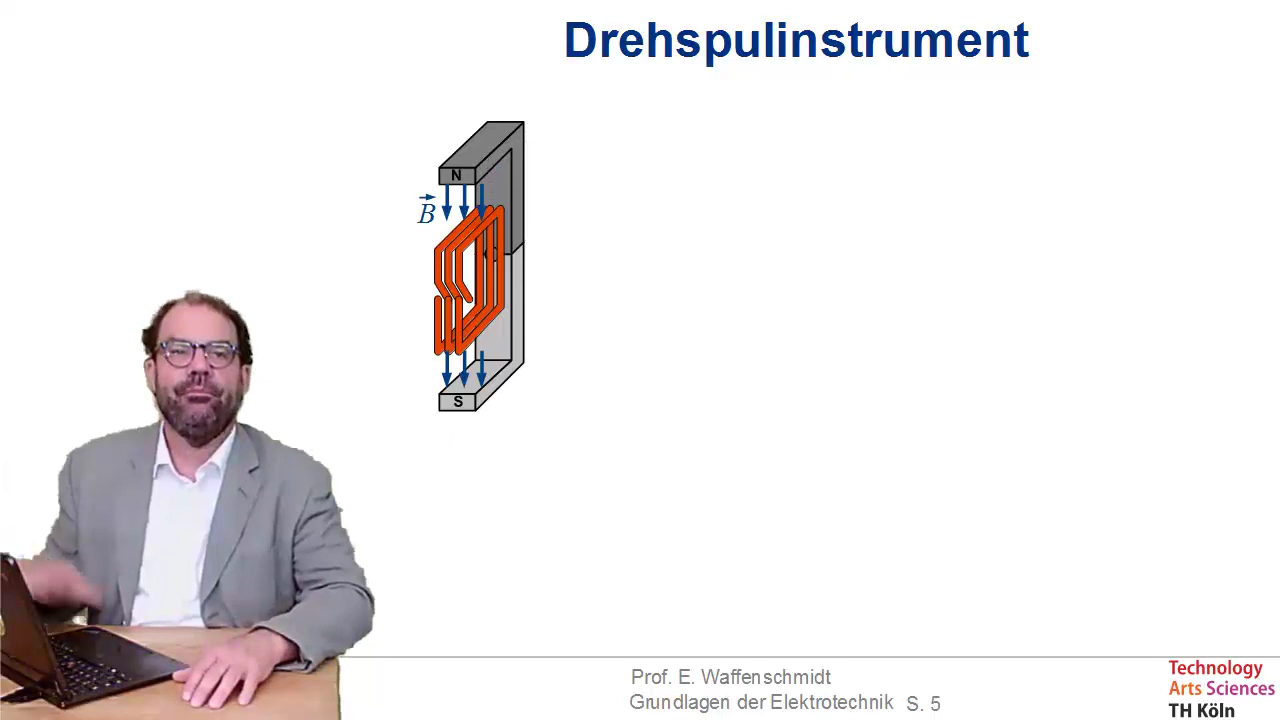 Drehspulinstrument
N
B
S
Prof. E. Waffenschmidt
Grundlagen der Elektrotechnik S. 5
Technology
Arts Sciences
TH Köln